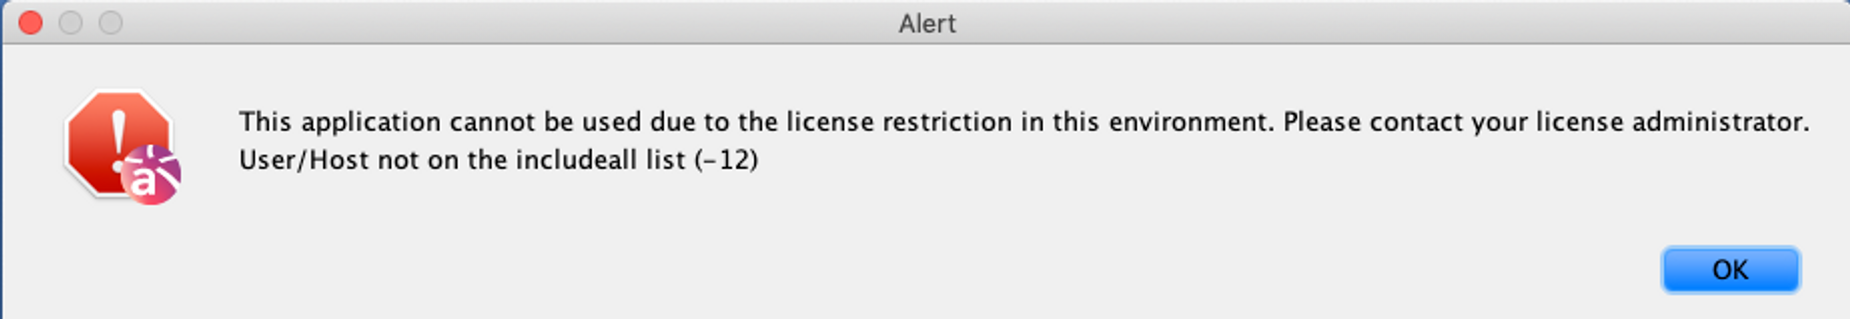 Alert
This application cannot be used due to the license restriction in this environment. Please contact your license administrator.
User/Host not on the includeall list (-12)
a
OK